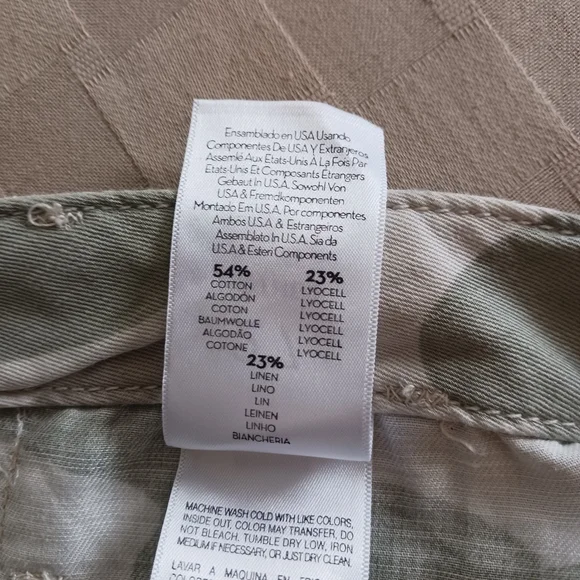 Ensamblado en USA Usando
Componentes De USA Y Extranjeros
Assemlé Aux Etats-Unis A La Fois Par
Etats-Unis Et Composants Étrangers
Gebaut In U.S.A. Sowohl Von
USA & Fremdkomponenten
Montado Em U.S.A. Por componentes
Ambos U.S.A & Estrangeiros
Assemblato In U.S.A. Sia da
U.S.A & Esteri Components
54%
COTTON
ALGODÓN
COTON
BAUMWOLLE
ALGODÃO
COTONE
23%
LYOCELL
LYOCELL
LYOCELL
LYOCELL
LYOCELL
LYOCELL
23%
LINEN
LINO
LIN
LEINEN
LINHO
BIANCHERIA
MACHINE WASH COLD WITH LIKE COLORS,
INSIDE OUT. COLOR MAY TRANSFER, DO
NOT BLEACH. TUMBLE DRY LOW, IRON
MEDIUM IF NECESSARY, OR JUST DRY CLEAN.
LAVAR A MAQUINA EN